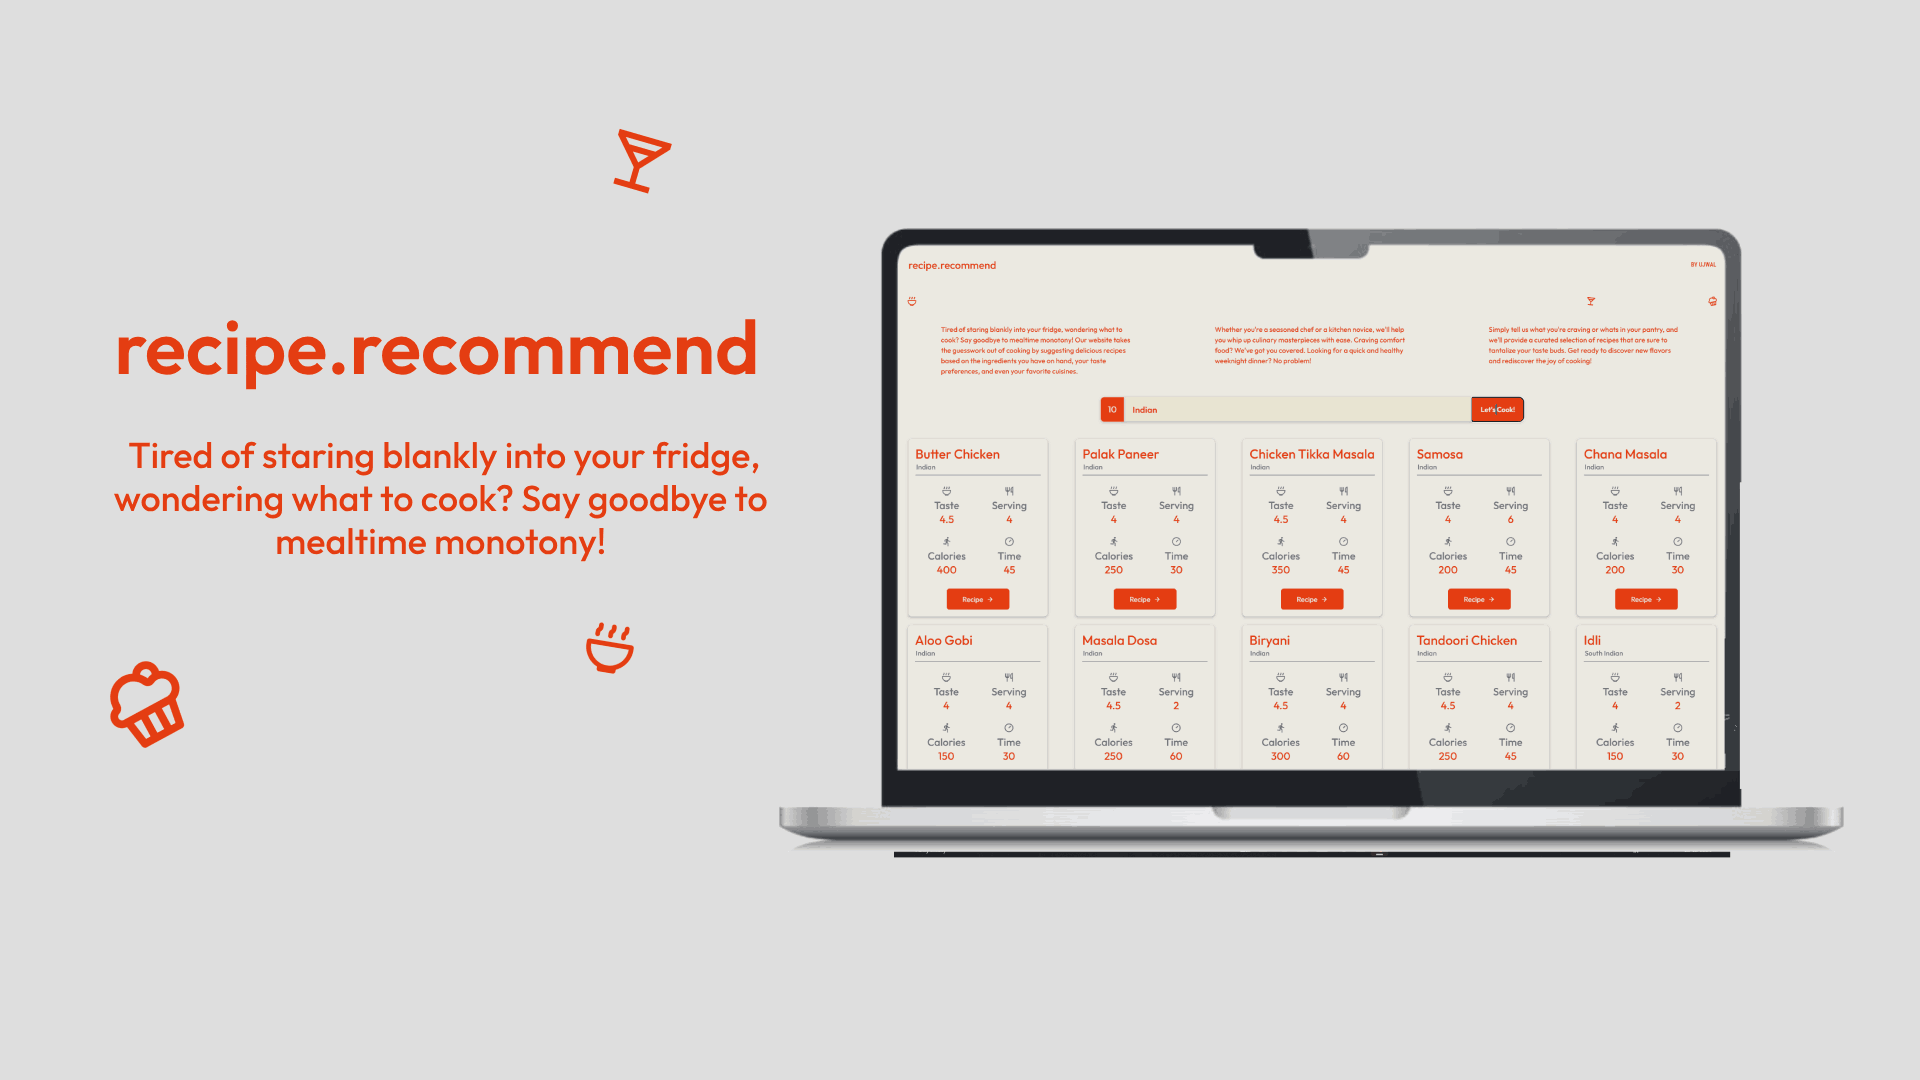 recipe.recommend
Tired of staring blankly into your fridge,
wondering what to cook? Say goodbye to
mealtime monotony!
recipe.recommend
BY UJWAL
Tired of staring blankly into your fridge, wondering what to
cook? Say goodbye to mealtime monotony! Our website takes
the guesswork out of cooking by suggesting delicious recipes
based on the ingredients you have on hand, your taste
preferences, and even your favorite cuisines.
Whether you're a seasoned chef or a kitchen novice, we'll help
you whip up culinary masterpieces with ease. Craving comfort
food? We've got you covered. Looking for a quick and healthy
weeknight dinner? No problem!
Simply tell us what you're craving or whats in your pantry, and
we'll provide a curated selection of recipes that are sure to
tantalize your taste buds. Get ready to discover new flavors
and rediscover the joy of cooking!
10 Indian Let's Cook!
Butter Chicken
Indian
Taste Serving
4.5 4
Calories Time
400 45
Recipe →
Palak Paneer
Indian
Taste Serving
4 4
Calories Time
250 30
Recipe →
Chicken Tikka Masala
Indian
Taste Serving
4.5 4
Calories Time
350 45
Recipe →
Samosa
Indian
Taste Serving
4 6
Calories Time
200 45
Recipe →
Chana Masala
Indian
Taste Serving
4 4
Calories Time
200 30
Recipe →
Aloo Gobi
Indian
Taste Serving
4 4
Calories Time
150 30
Masala Dosa
Indian
Taste Serving
4.5 2
Calories Time
250 60
Biryani
Indian
Taste Serving
4.5 4
Calories Time
300 60
Tandoori Chicken
Indian
Taste Serving
4.5 4
Calories Time
250 45
Idli
South Indian
Taste Serving
4 2
Calories Time
150 30